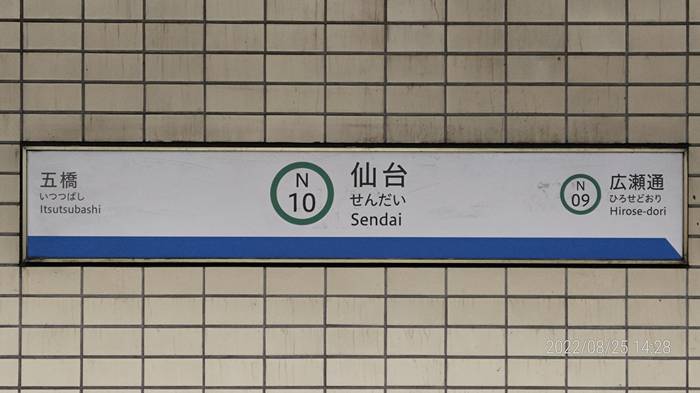 五橋
いつつばし
Itsutsubashi
N
10
仙台
せんだい
Sendai
N
09
広瀬通
ひろせどおり
Hirose-dori
2022/08/25 14:28